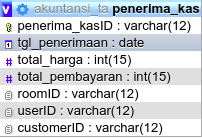 akuntansi_ta penerima_kas
penerima_kasID : varchar(12)
tgl_penerimaan : date
total_harga : int(15)
total_pembayaran : int(15)
roomID : varchar(12)
userID : varchar(12)
customerID : varchar(12)